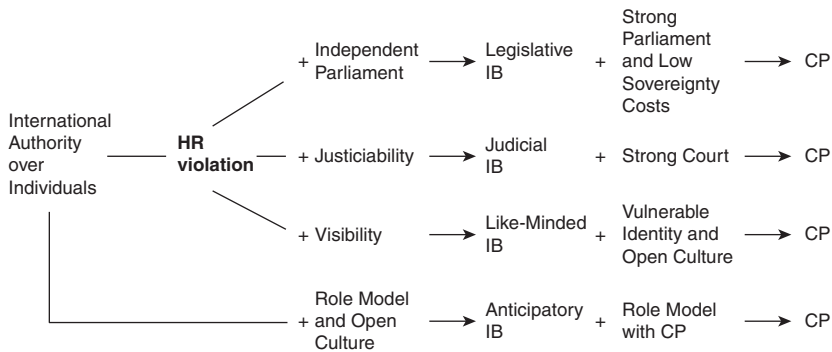 International
Authority
over
Individuals
HR
violation
+ Independent
Parliament
Legislative
IB
+
Strong
Parliament
and Low
Sovereignty
Costs
CP
+ Justiciability
Judicial
IB
+ Strong Court
CP
+ Visibility
Like-Minded
IB
+
Vulnerable
Identity and
Open Culture
CP
Role Model
+ and Open
Culture
Anticipatory
IB
+ Role Model
with CP
CP